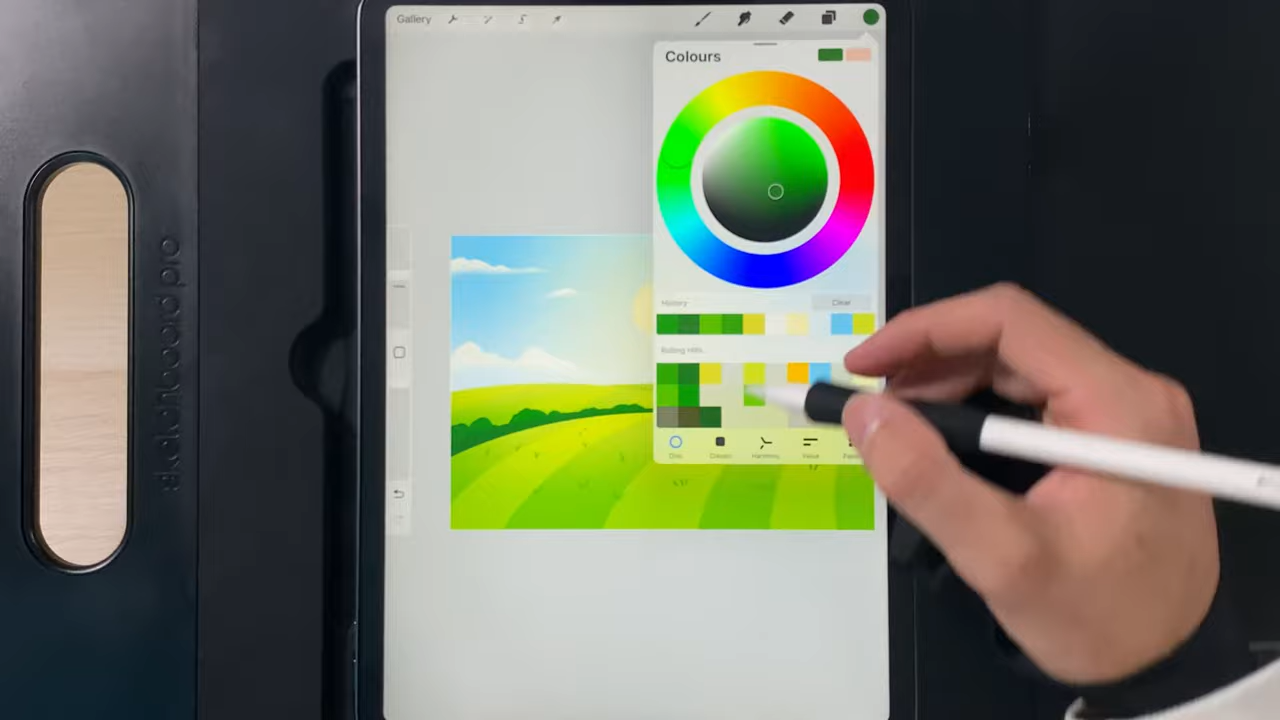 Gallery
Colours
History
Clear
Rolling Hills
Disc
Classic
Harmony
Value
sketchboard pro